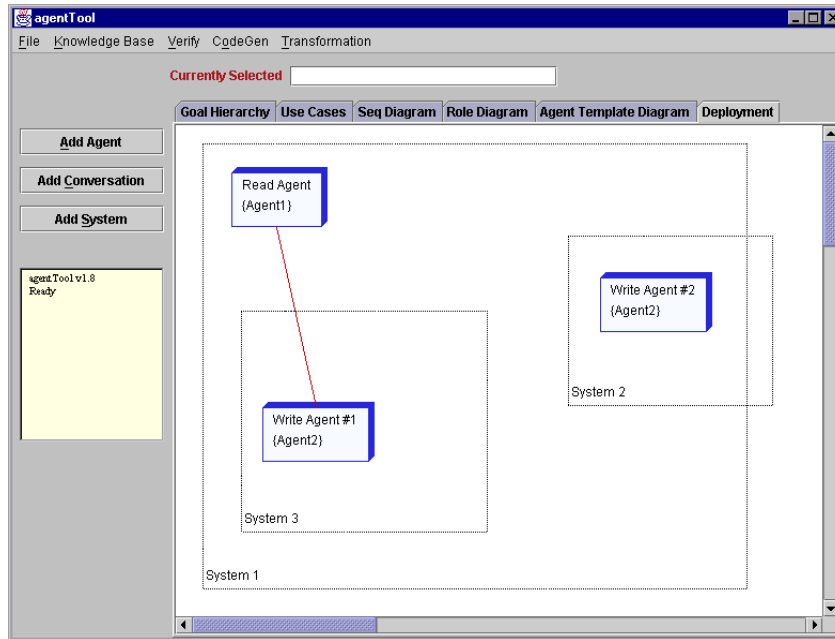 agentTool
File Knowledge Base Verify CodeGen Transformation
Currently Selected
Goal Hierarchy Use Cases Seq Diagram Role Diagram Agent Template Diagram Deployment
Add Agent
Add Conversation
Add System
agentTool v1.8
Ready
Read Agent
{Agent1}
Write Agent #2
{Agent2}
System 2
Write Agent #1
{Agent2}
System 3
System 1